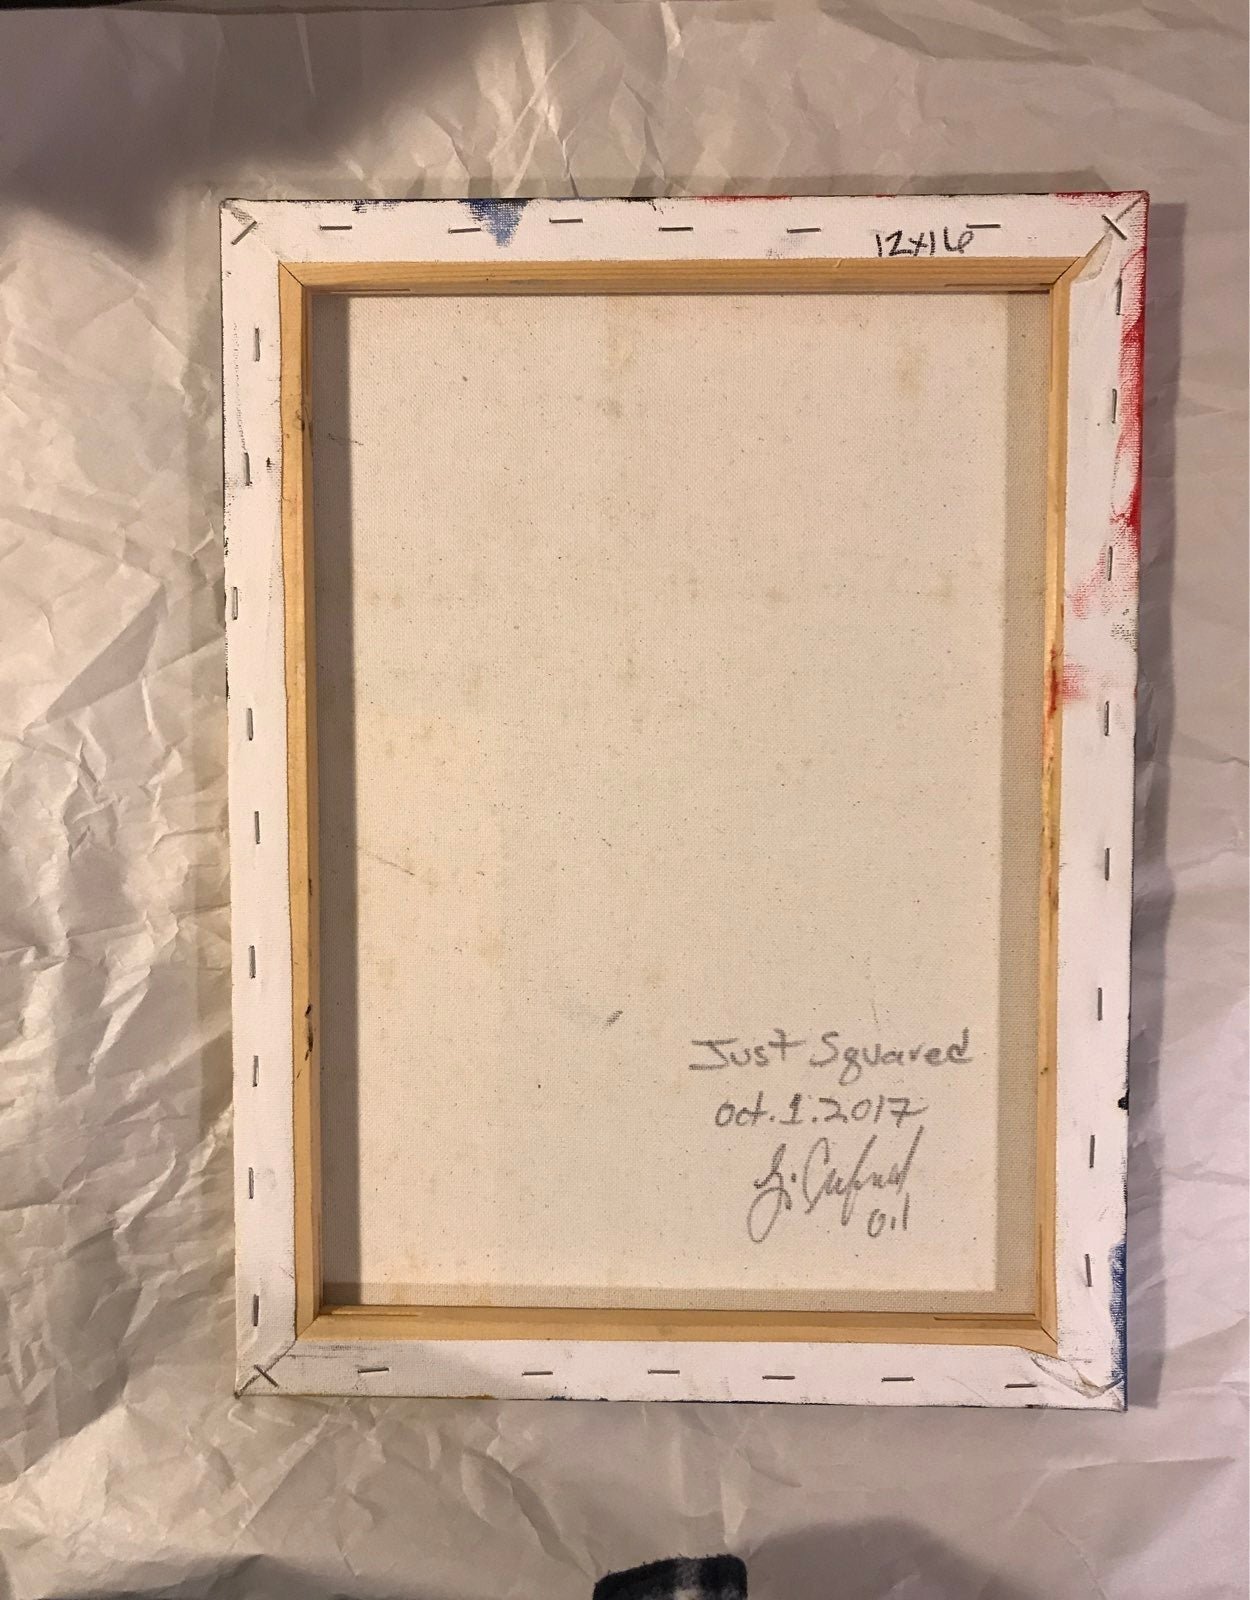 12x16
Just Squared
Oct.1.2017
Oil